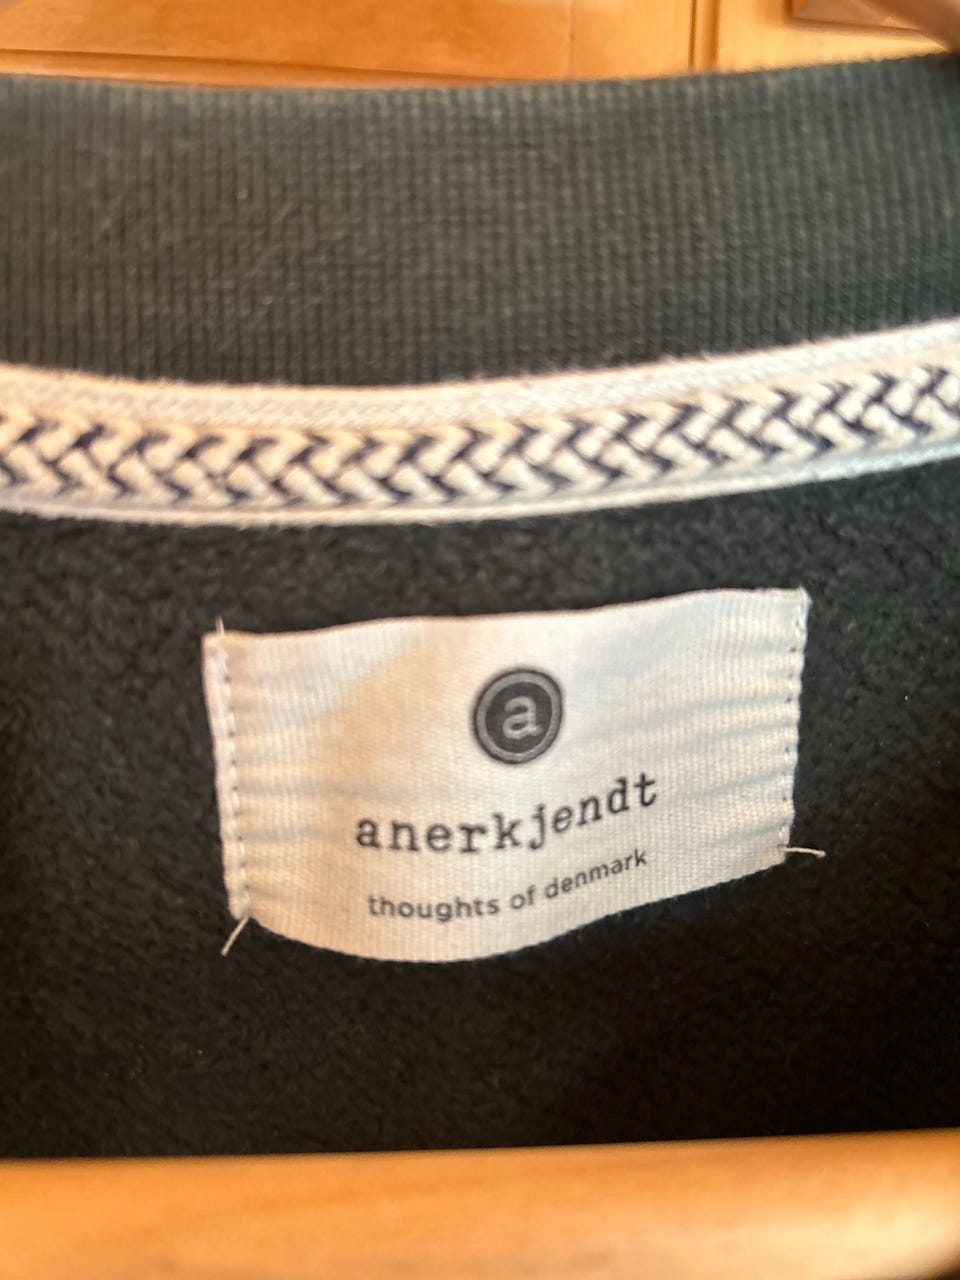 a
anerkjendt
thoughts of denmark